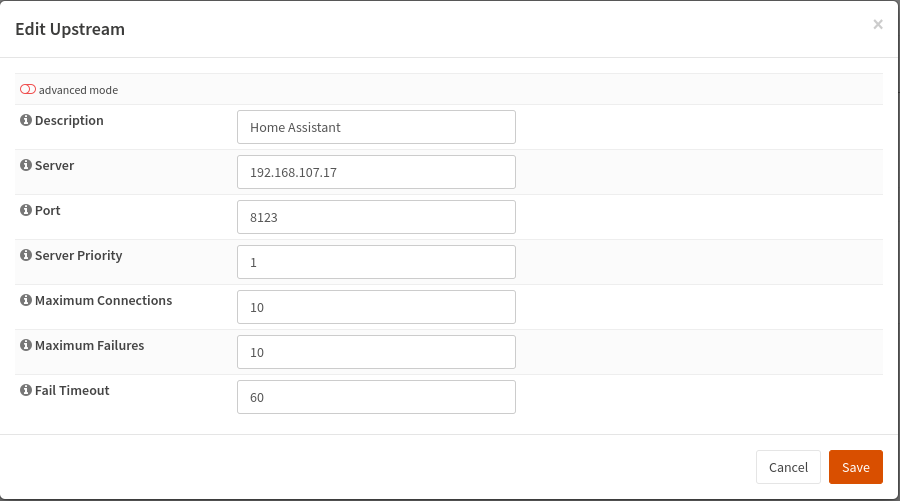 Edit Upstream
×
advanced mode
Description
Home Assistant
Server
192.168.107.17
Port
8123
Server Priority
1
Maximum Connections
10
Maximum Failures
10
Fail Timeout
60
Cancel
Save